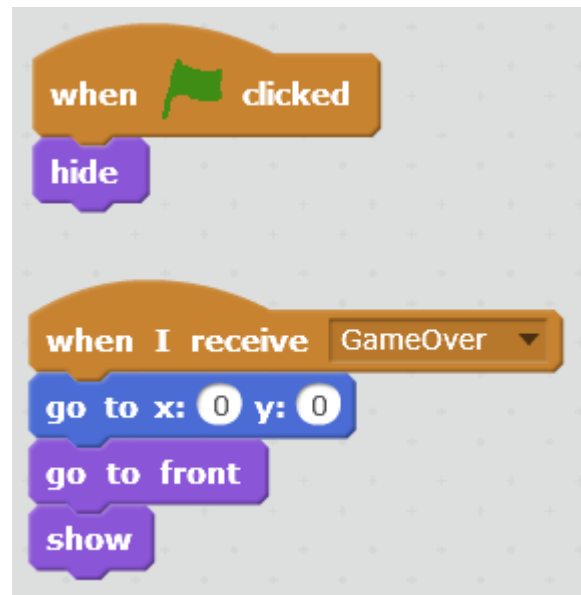 when clicked
hide
when I receive GameOver
go to x: 0 y: 0
go to front
show